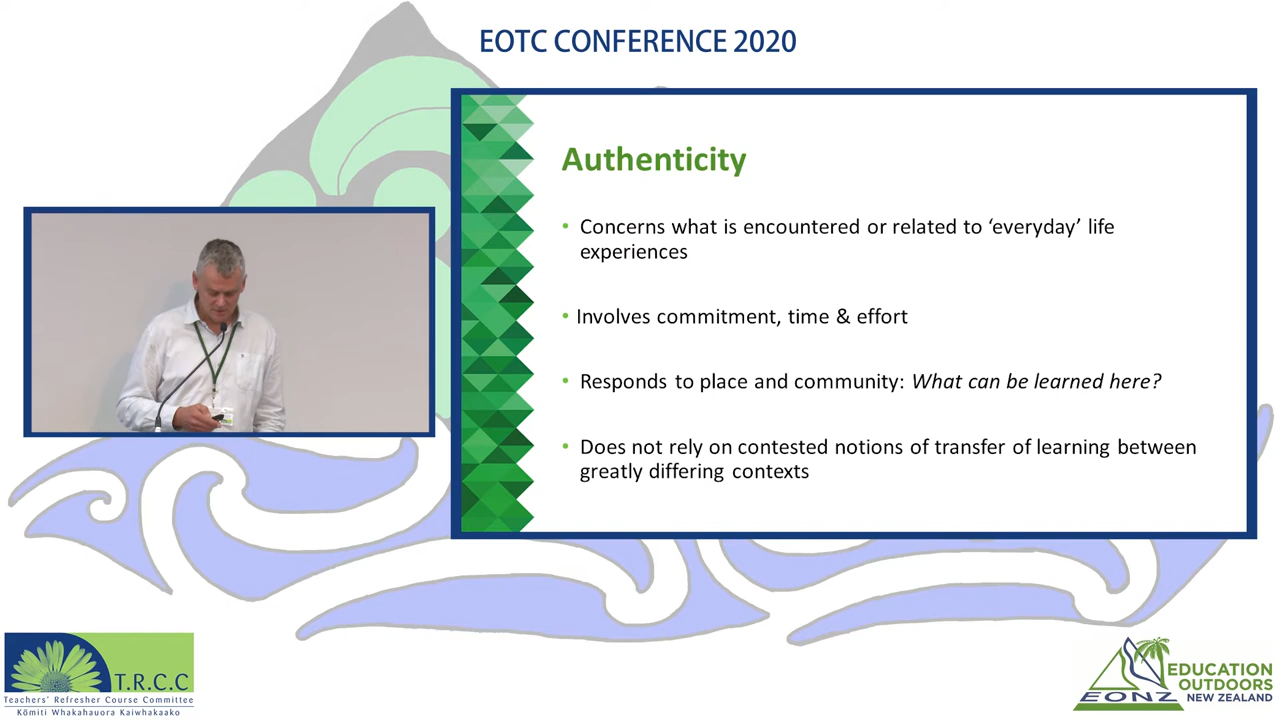 EOTC CONFERENCE 2020
Authenticity
• Concerns what is encountered or related to ‘everyday’ life
experiences
• Involves commitment, time & effort
• Responds to place and community: What can be learned here?
• Does not rely on contested notions of transfer of learning between
greatly differing contexts
T.R.C.C
Teachers' Refresher Course Committee
Kōmiti Whakahauora Kaiwhakaako
EONZ
EDUCATION
OUTDOORS
NEW ZEALAND